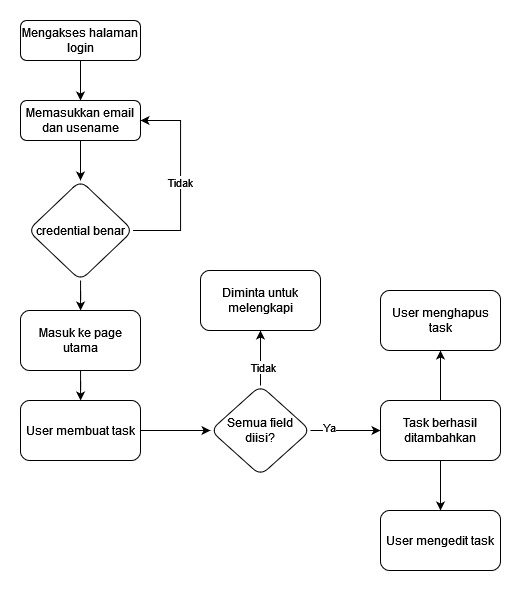 Mengakses halaman
login
Memasukkan email
dan usename
Tidak
credential benar
Masuk ke page
utama
User membuat task
Diminta untuk
melengkapi
Tidak
Semua field
diisi?
Ya
User menghapus
task
Task berhasil
ditambahkan
User mengedit task